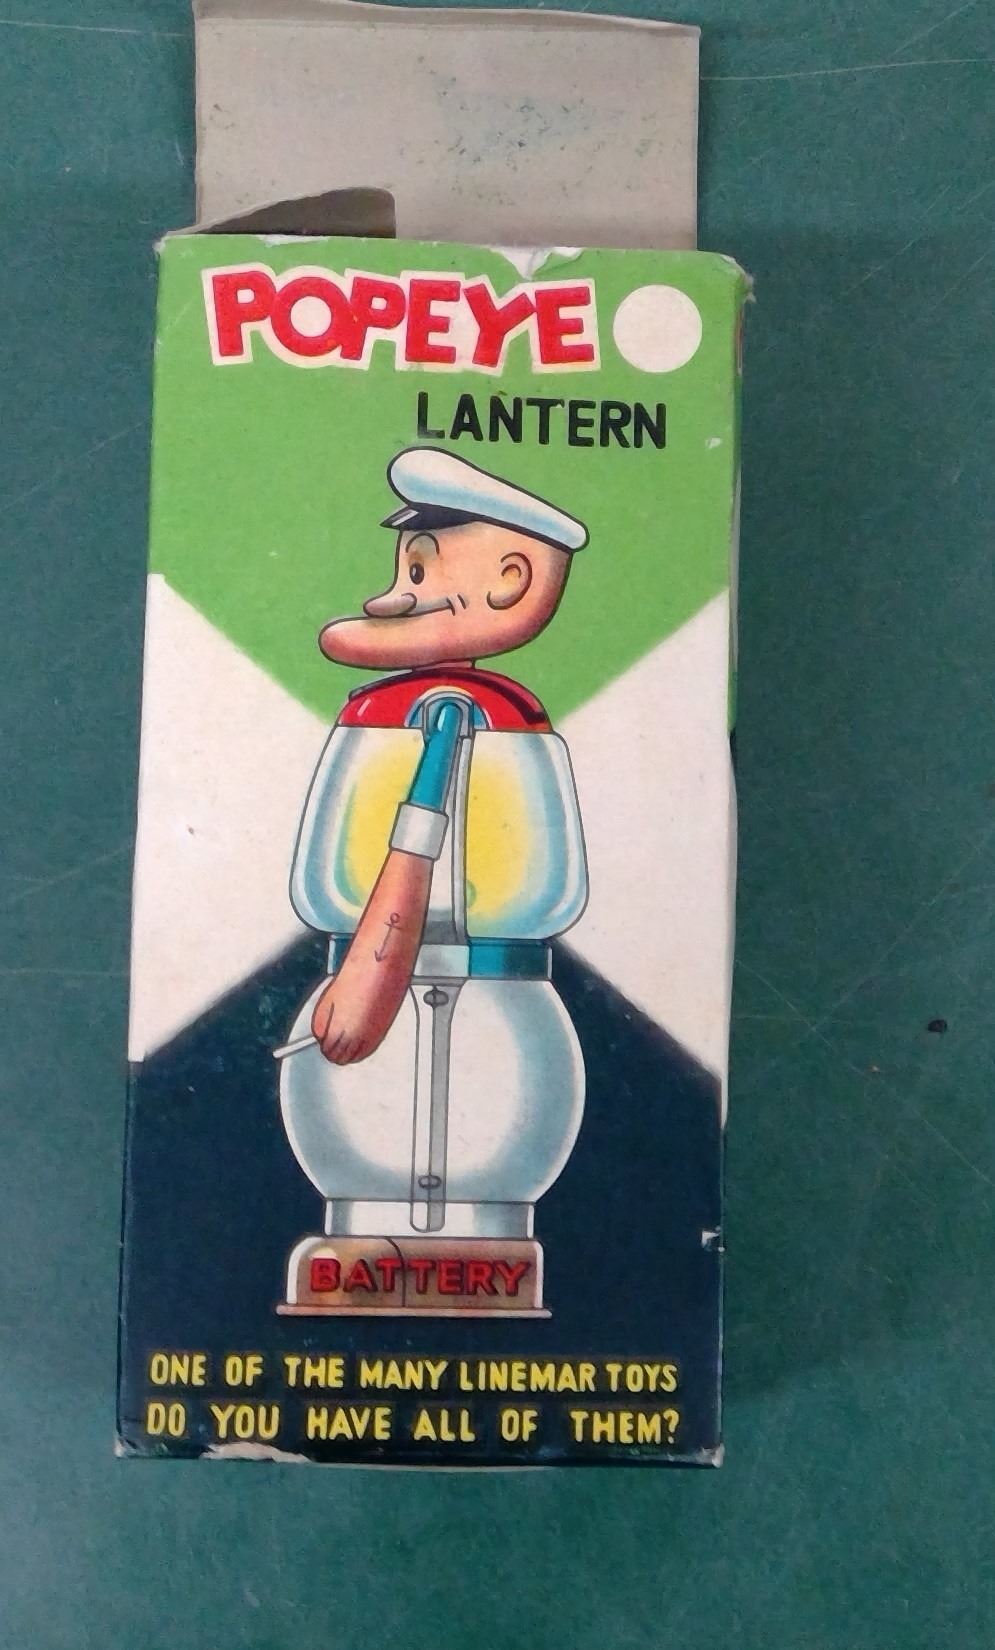 POPEYE
LANTERN
BATTERY
ONE OF THE MANY LINEMAR TOYS
DO YOU HAVE ALL OF THEM?